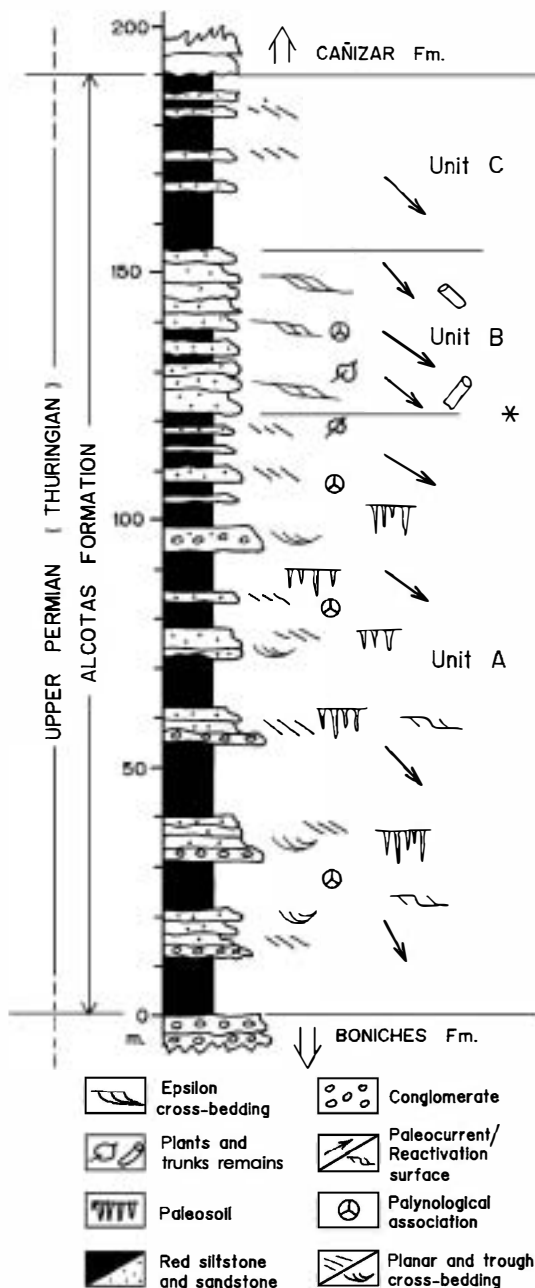 200
CAÑIZAR Fm.
Unit C
150
Unit B
*
100
Unit A
50
0
m.
BONICHES Fm.
UPPER PERMIAN ( THURINGIAN )
ALCOTAS FORMATION
Epsilon
cross-bedding
Conglomerate
Plants and
trunks remains
Paleocurrent/
Reactivation
surface
Paleosoil
Palynological
association
Red siltstone
and sandstone
Planar and trough
cross-bedding